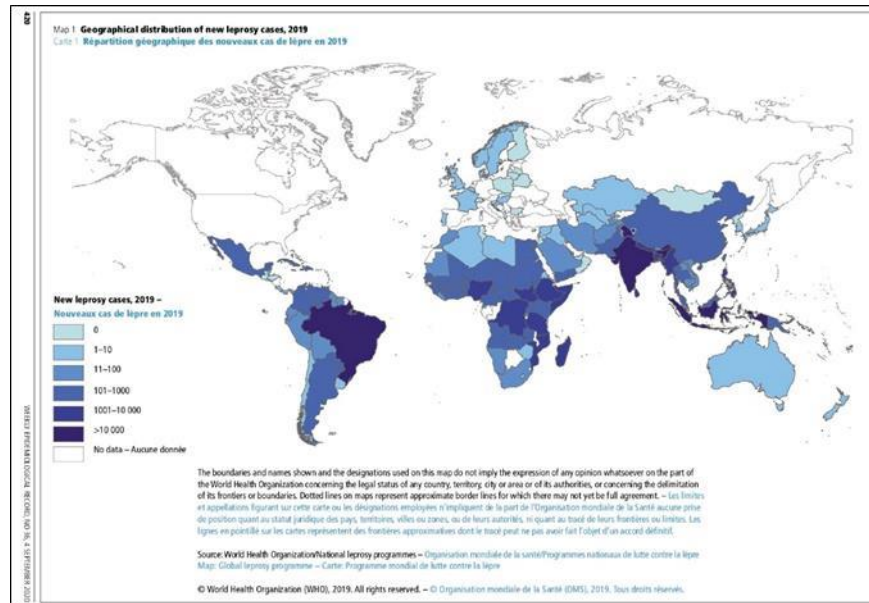 420
Map 1 Geographical distribution of new leprosy cases, 2019
Carte 1 Répartition géographique des nouveaux cas de lèpre en 2019
New leprosy cases, 2019 –
Nouveaux cas de lèpre en 2019
0
1–10
11–100
101–1000
1001–10 000
>10 000
No data – Aucune donnée
The boundaries and names shown and the designations used on this map do not imply the expression of any opinion whatsoever on the part of
the World Health Organization concerning the legal status of any country, territory, city or area or of its authorities, or concerning the delimitation
of its frontiers or boundaries. Dotted lines on maps represent approximate border lines for which there may not yet be full agreement. – Les limites
et appellations figurant sur cette carte ou les désignations employées n'impliquent de la part de l'Organisation mondiale de la Santé aucune prise
de position quant au statut juridique des pays, territoires, villes ou zones, ou de leurs autorités, ni quant au tracé de leurs frontières ou limites. Les
lignes en pointillé sur les cartes représentent des frontières approximatives dont le tracé peut ne pas avoir fait l'objet d'un accord définitif.
Source: World Health Organization/National leprosy programmes – Organisation mondiale de la santé/Programmes nationaux de lutte contre la lèpre
Map: Global leprosy programme – Carte: Programme mondial de lutte contre la lèpre
© World Health Organization (WHO), 2019. All rights reserved. – © Organisation mondiale de la Santé (OMS), 2019. Tous droits réservés.
WEEKLY EPIDEMIOLOGICAL RECORD, NO 36, 4 SEPTEMBER 2020